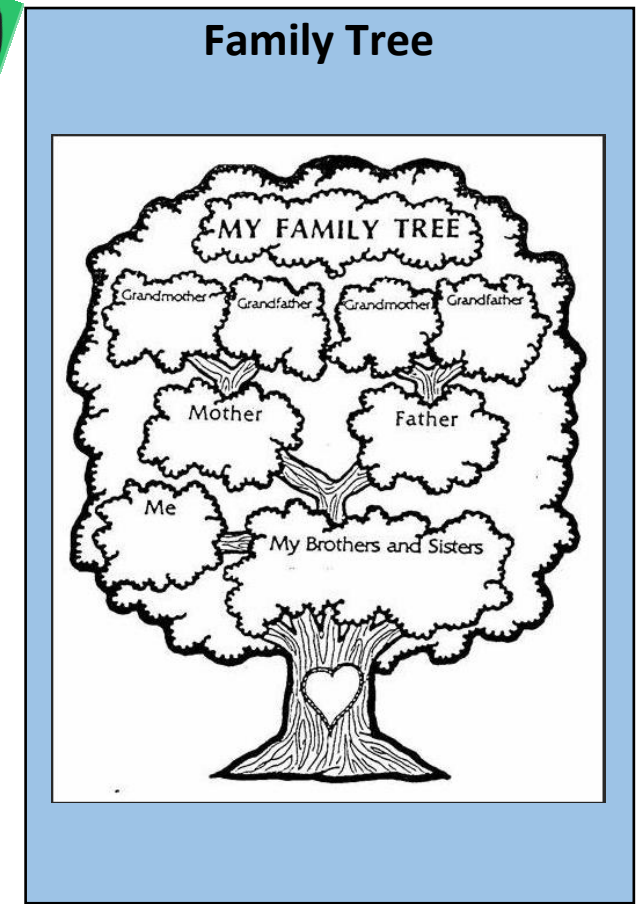 Family Tree
MY FAMILY TREE
Grandmother Grandfather Grandmother Grandfather
Mother Father
Me
My Brothers and Sisters